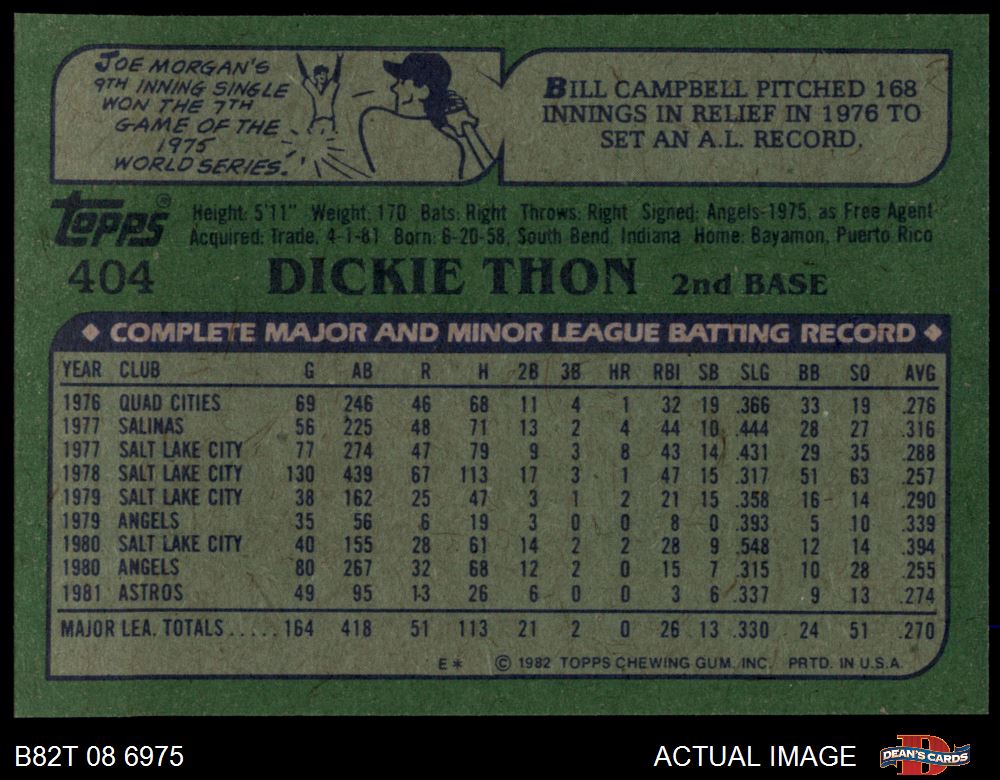 JOE MORGAN'S
9TH INNING SINGLE
WON THE 7TH
GAME OF THE
1975
WORLD SERIES!
BILL CAMPBELL PITCHED 168
INNINGS IN RELIEF IN 1976 TO
SET AN A.L. RECORD.
Topps®
Height: 5'11" Weight: 170 Bats: Right Throws: Right Signed: Angels-1975, as Free Agent
Acquired: Trade, 4-1-81 Born: 6-20-58, South Bend, Indiana Home: Bayamon, Puerto Rico
404 DICKIE THON 2nd BASE
◆ COMPLETE MAJOR AND MINOR LEAGUE BATTING RECORD ◆
YEAR CLUB G AB R H 2B 3B HR RBI SB SLG BB SO AVG
1976 QUAD CITIES 69 246 46 68 11 4 1 32 19 .366 33 19 .276
1977 SALINAS 56 225 48 71 13 2 4 44 10 .444 28 27 .316
1977 SALT LAKE CITY 77 274 47 79 9 3 8 43 14 .431 29 35 .288
1978 SALT LAKE CITY 130 439 67 113 17 3 1 47 15 .317 51 63 .257
1979 SALT LAKE CITY 38 162 25 47 3 1 2 21 15 .358 16 14 .290
1979 ANGELS 35 56 6 19 3 0 0 8 0 .393 5 10 .339
1980 SALT LAKE CITY 40 155 28 61 14 2 2 28 9 .548 12 14 .394
1980 ANGELS 80 267 32 68 12 2 0 15 7 .315 10 28 .255
1981 ASTROS 49 95 13 26 6 0 0 3 6 .337 9 13 .274
MAJOR LEA. TOTALS.....164 418 51 113 21 2 0 26 13 .330 24 51 .270
E* © 1982 TOPPS CHEWING GUM, INC. PRTD. IN U.S.A.
B82T 08 6975 ACTUAL IMAGE DEAN'S CARDS